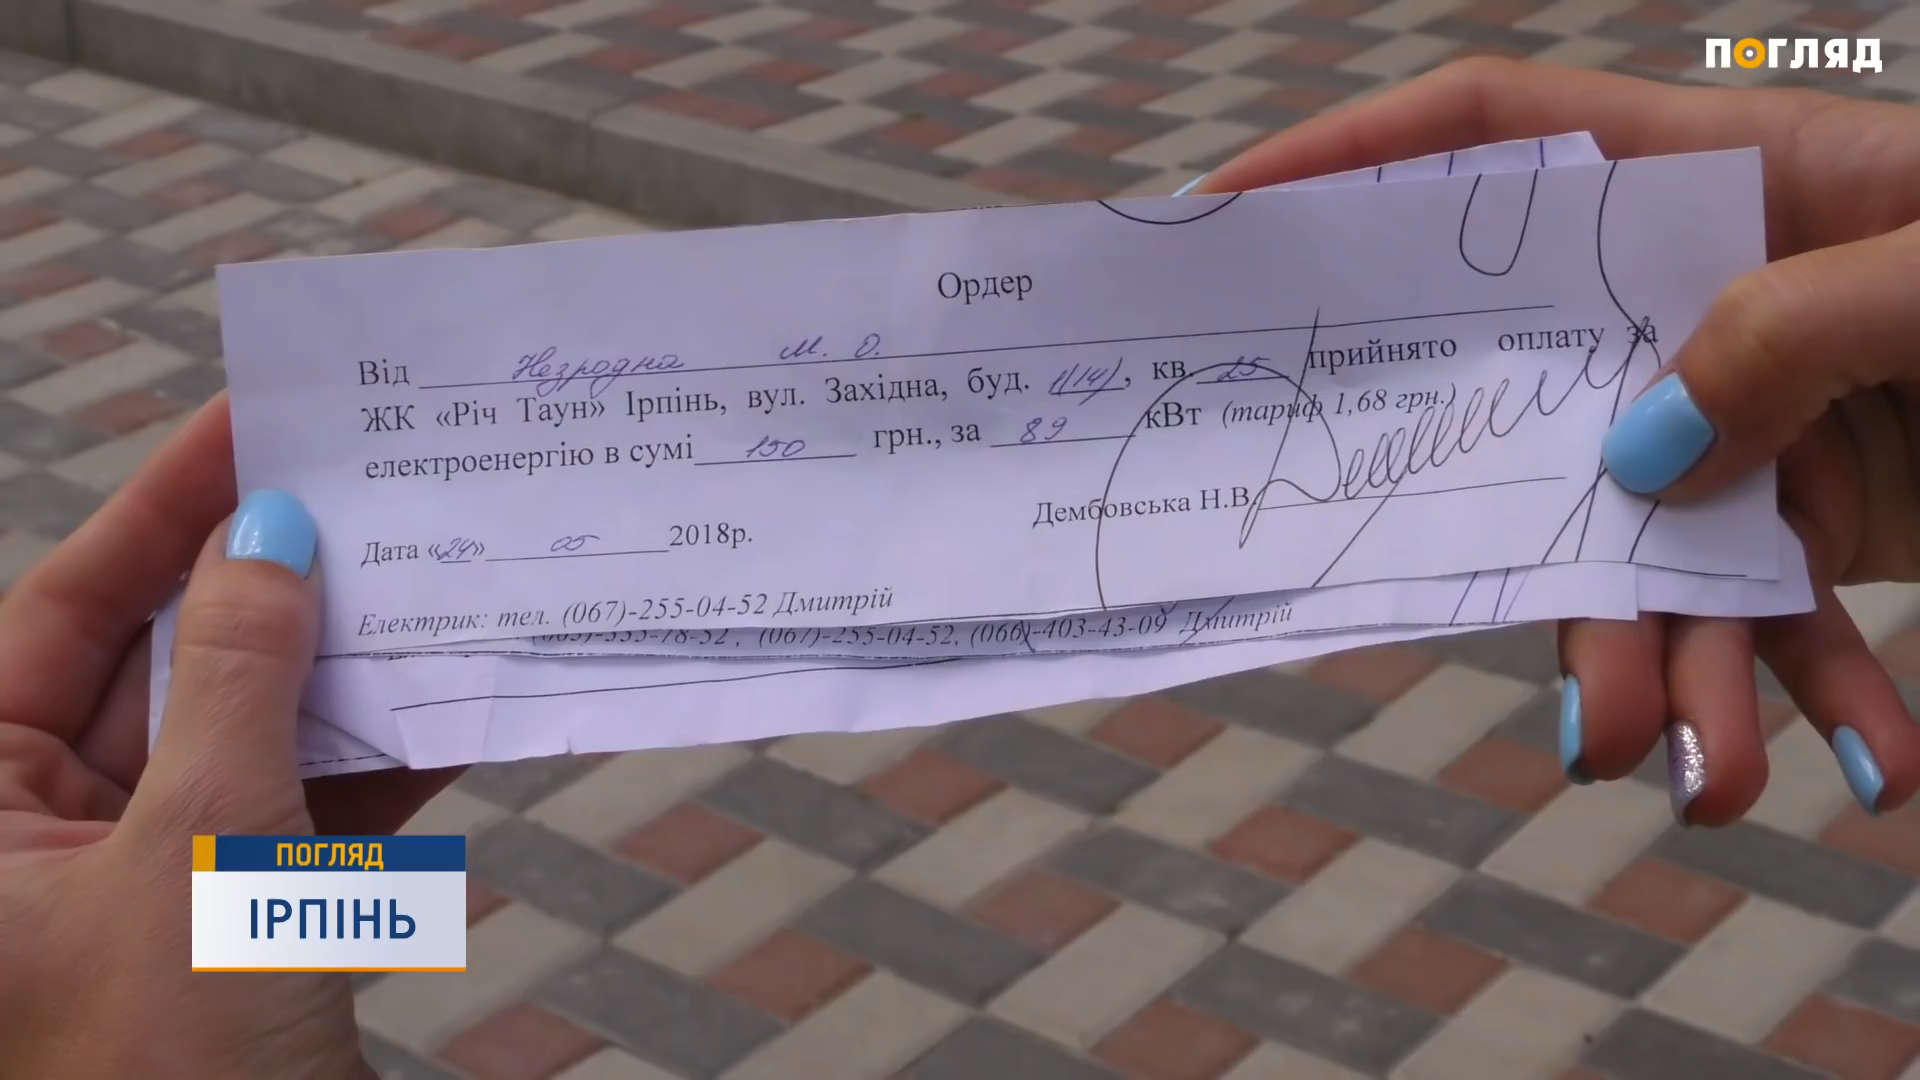 ПОГЛЯД
Ордер
Від Незродна М. О. прийнято оплату за
ЖК «Річ Таун» Ірпінь, вул. Західна, буд. 1(14), кв. 25
електроенергію в сумі 150 грн., за 89 кВт (тариф 1,68 грн.)
Дембовська Н.В.
Дата «24» 05 2018р.
Електрик: тел. (067)-255-04-52 Дмитрій
(067)-255-04-52, (066)-403-43-09 Дмитрій
ПОГЛЯД
ІРПІНЬ